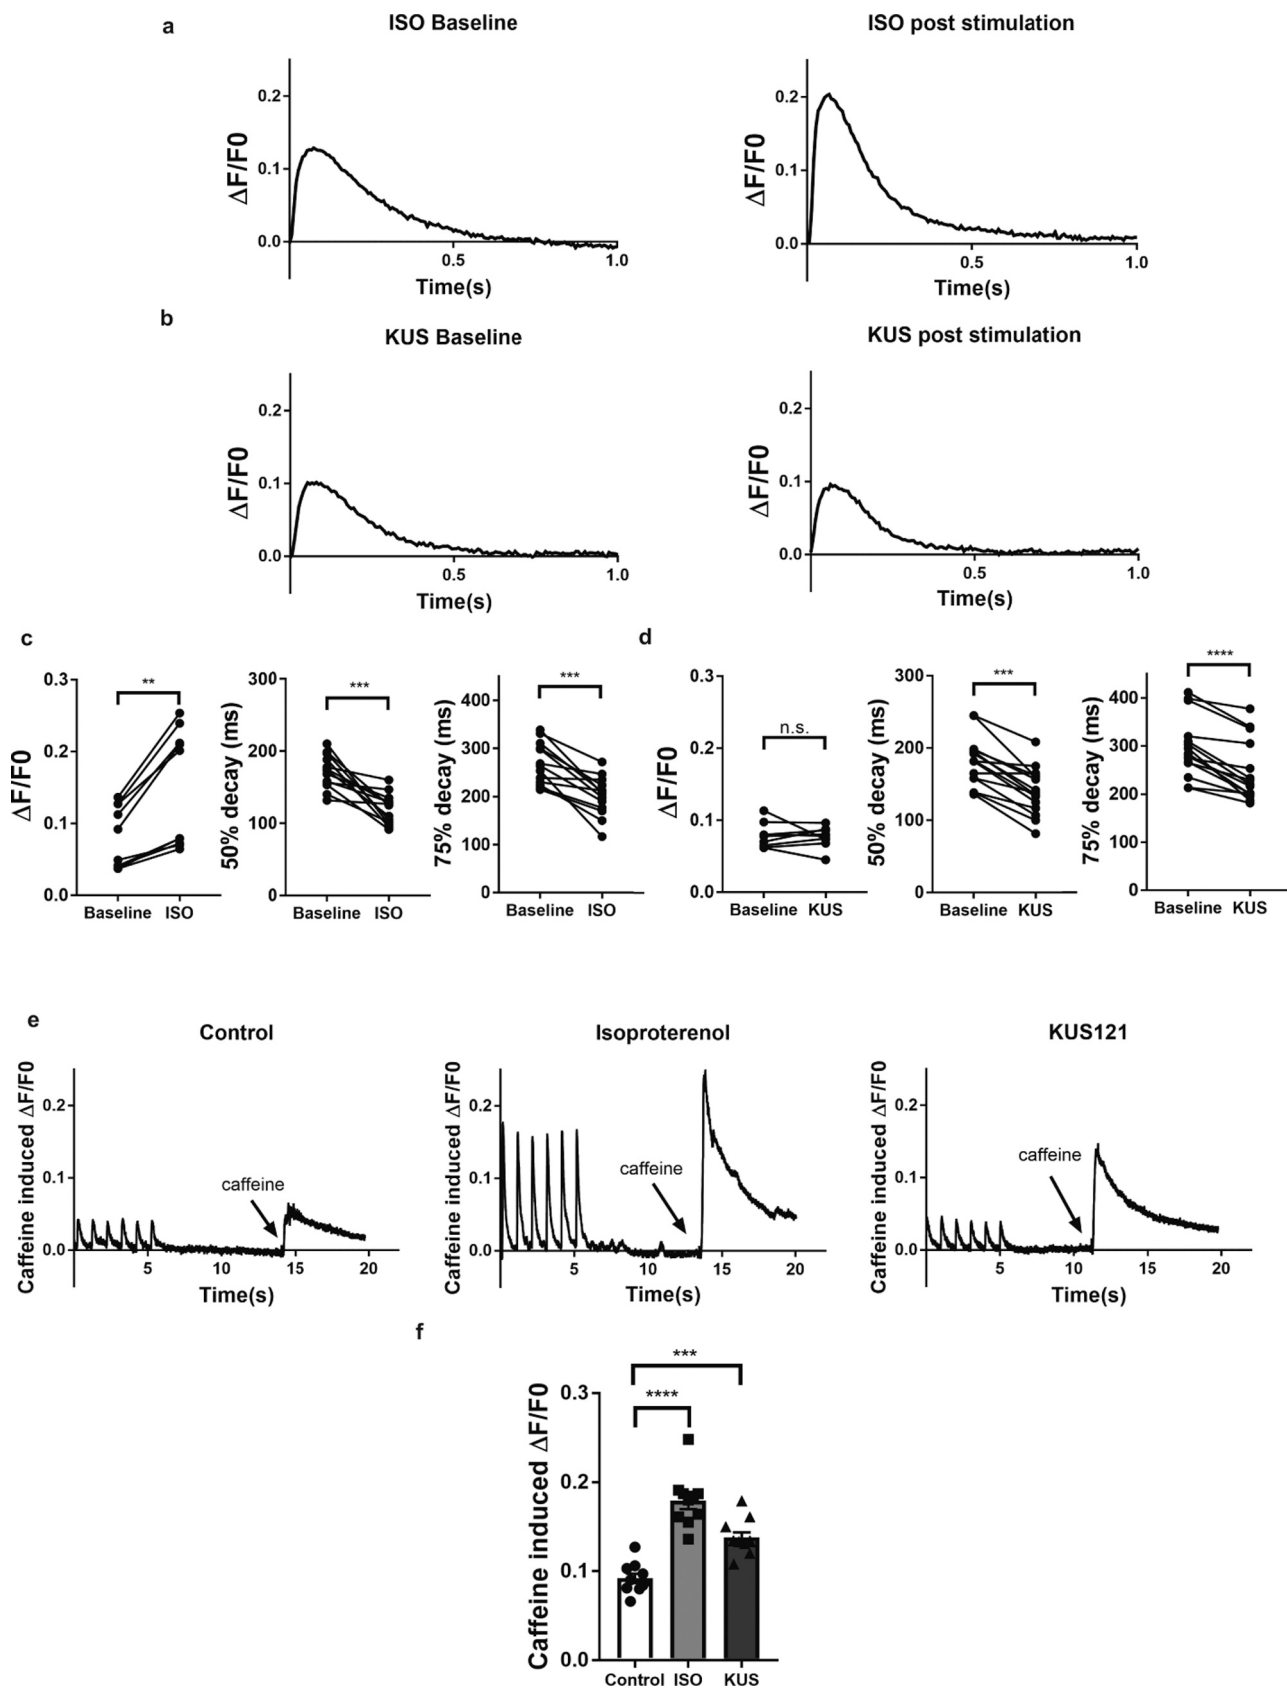 a
ISO Baseline
ISO post stimulation
ΔF/F0
0.2
0.1
0.0
0.5
1.0
Time(s)
ΔF/F0
0.2
0.1
0.0
0.5
1.0
Time(s)
b
KUS Baseline
KUS post stimulation
ΔF/F0
0.2
0.1
0.0
0.5
1.0
Time(s)
ΔF/F0
0.2
0.1
0.0
0.5
1.0
Time(s)
c
ΔF/F0
0.3
0.2
0.1
0.0
**
Baseline ISO
50% decay (ms)
300
200
100
0
***
Baseline ISO
75% decay (ms)
400
300
200
100
0
***
Baseline ISO
d
ΔF/F0
0.3
0.2
0.1
0.0
n.s.
Baseline KUS
50% decay (ms)
300
200
100
0
***
Baseline KUS
75% decay (ms)
400
300
200
100
0
****
Baseline KUS
e
Control
Caffeine induced ΔF/F0
0.2
0.1
0.0
caffeine
5 10 15 20
Time(s)
Isoproterenol
Caffeine induced ΔF/F0
0.2
0.1
0.0
caffeine
5 10 15 20
Time(s)
KUS121
Caffeine induced ΔF/F0
0.2
0.1
0.0
caffeine
5 10 15 20
Time(s)
f
Caffeine induced ΔF/F0
0.3
0.2
0.1
0.0
***
****
Control ISO KUS